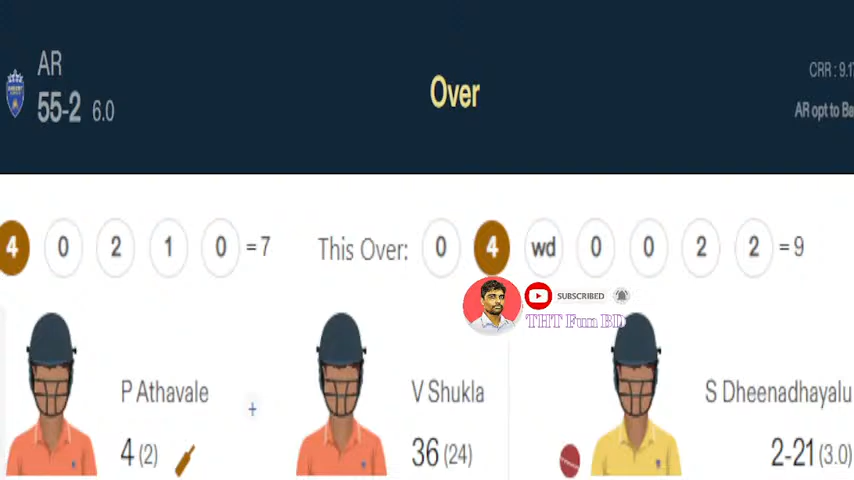 AR
55-2 6.0
Over
CRR : 9.17
AR opt to Ba
4 0 2 1 0 = 7
This Over: 0 4 wd 0 0 2 2 = 9
SUBSCRIBED
THT Fun BD
P Athavale
4 (2)
+
V Shukla
36 (24)
S Dheenadhayalu
2-21 (3.0)